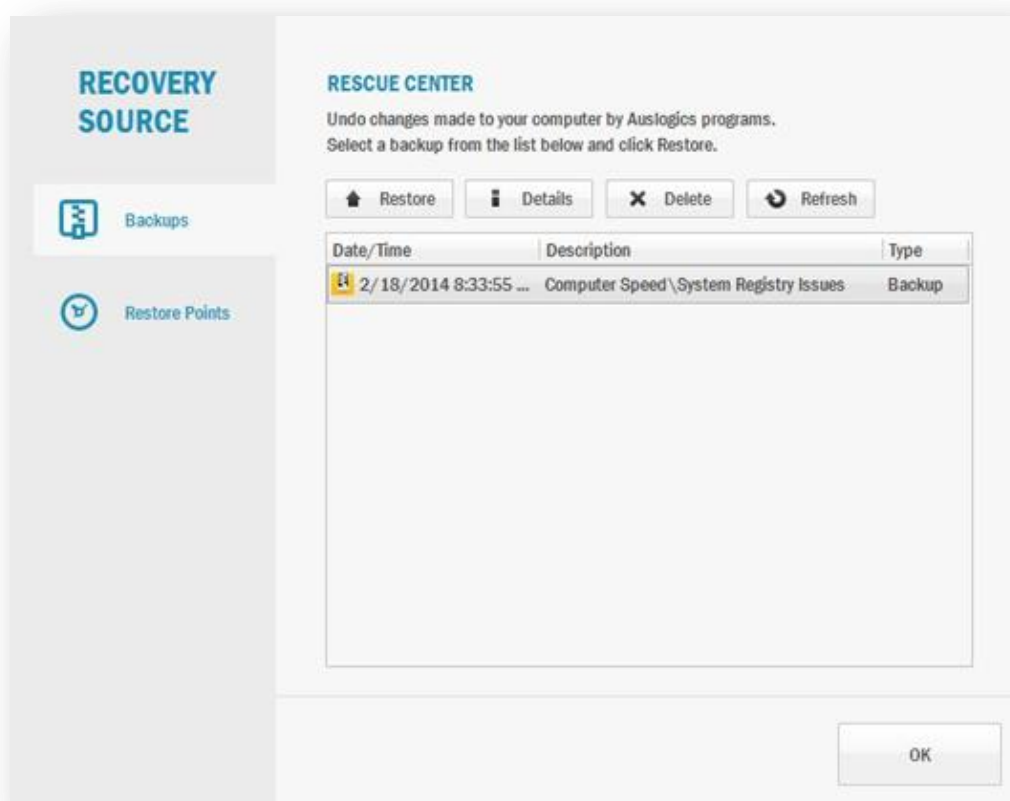 RECOVERY
SOURCE
Backups
Restore Points
RESCUE CENTER
Undo changes made to your computer by Auslogics programs.
Select a backup from the list below and click Restore.
Restore Details Delete Refresh
Date/Time Description Type
2/18/2014 8:33:55 ... Computer Speed\System Registry Issues Backup
OK